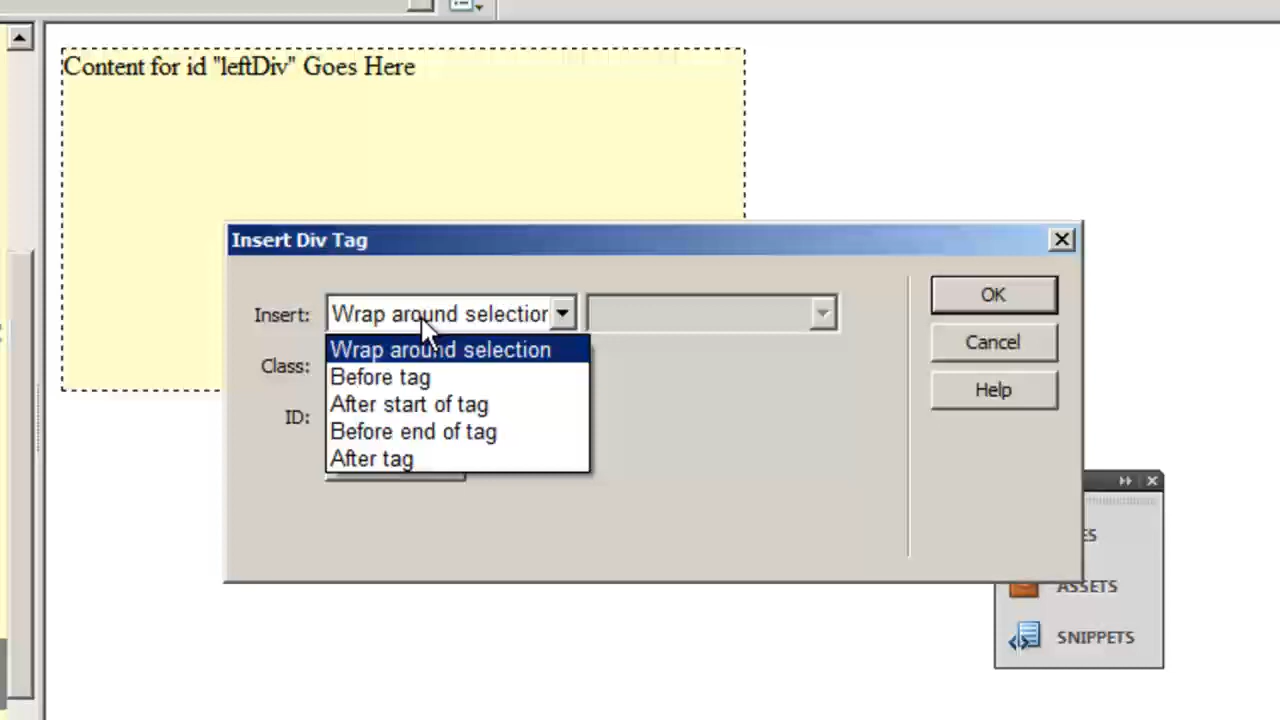 Content for id "leftDiv" Goes Here
Insert Div Tag
Insert:
Wrap around selection
Wrap around selection
Before tag
After start of tag
Before end of tag
After tag
Class:
ID:
OK
Cancel
Help
ASSETS
SNIPPETS